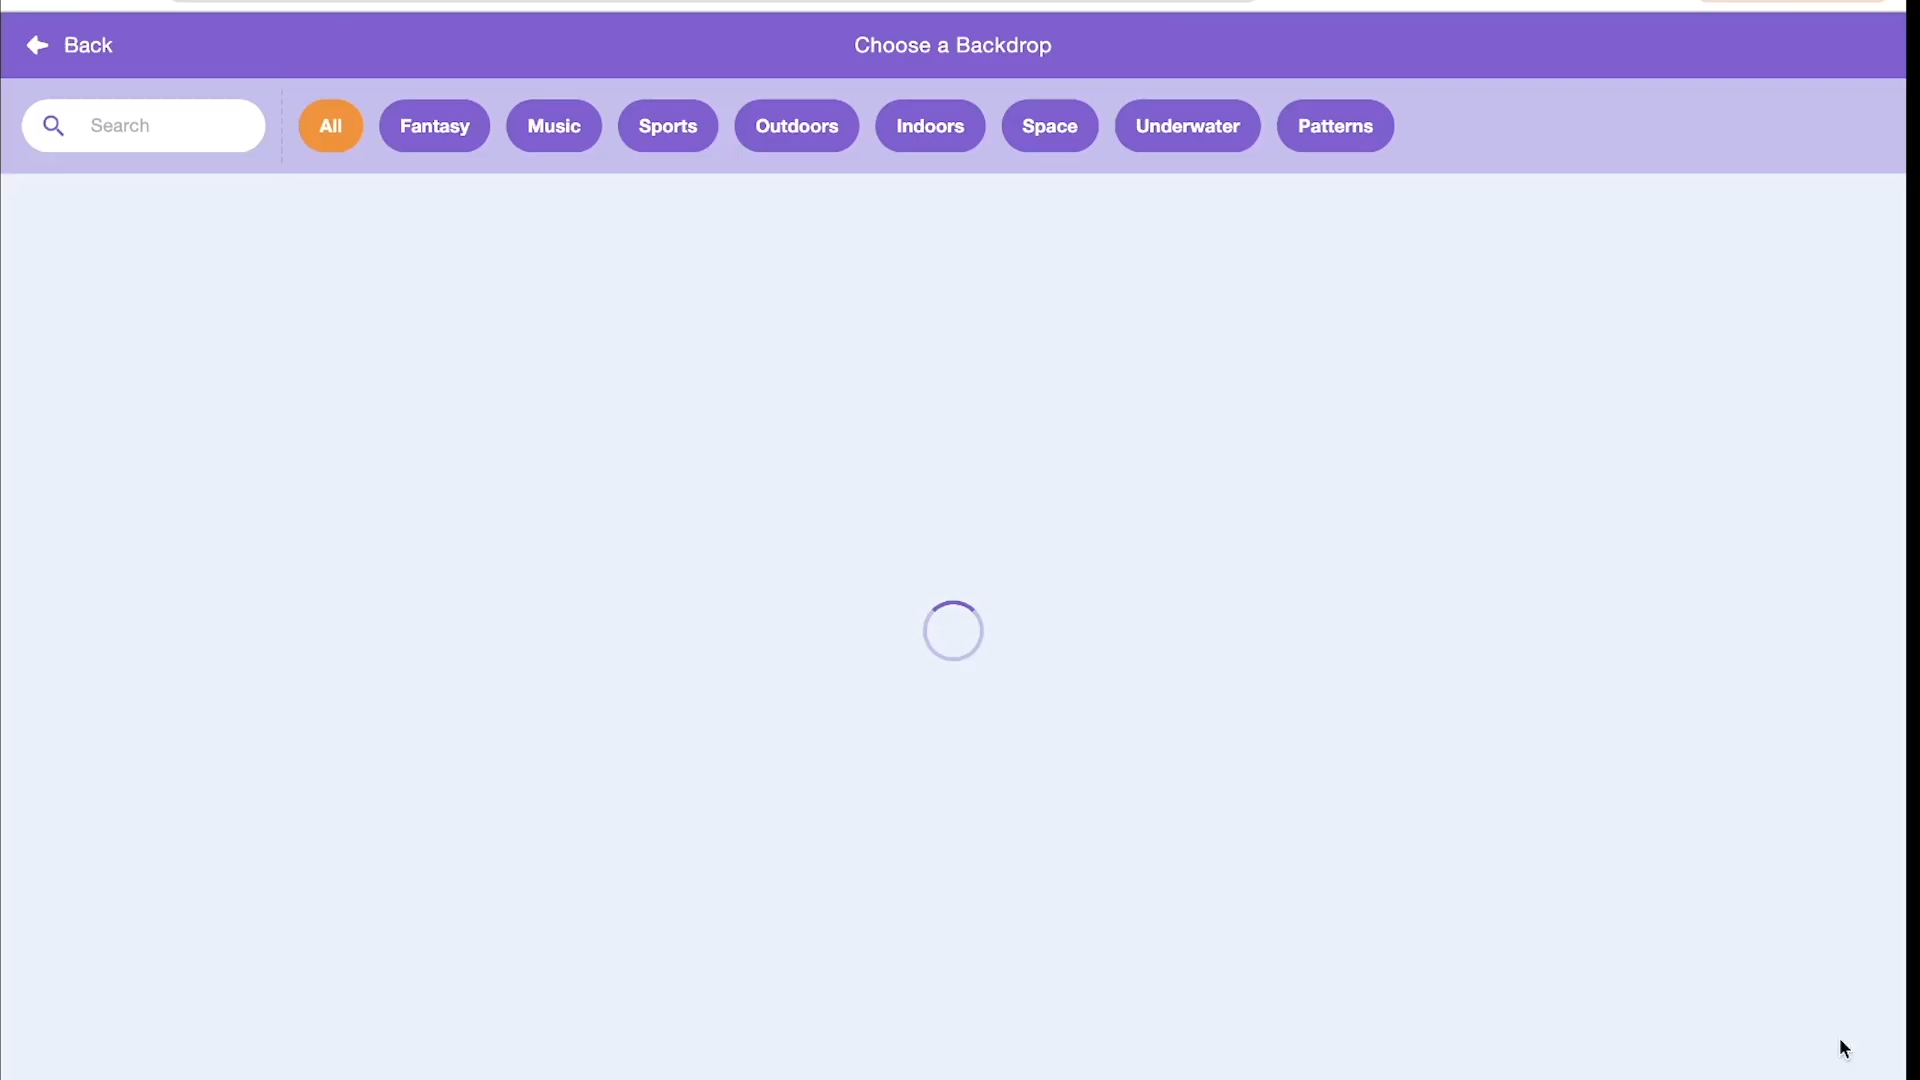 Back
Choose a Backdrop
Search
All
Fantasy
Music
Sports
Outdoors
Indoors
Space
Underwater
Patterns